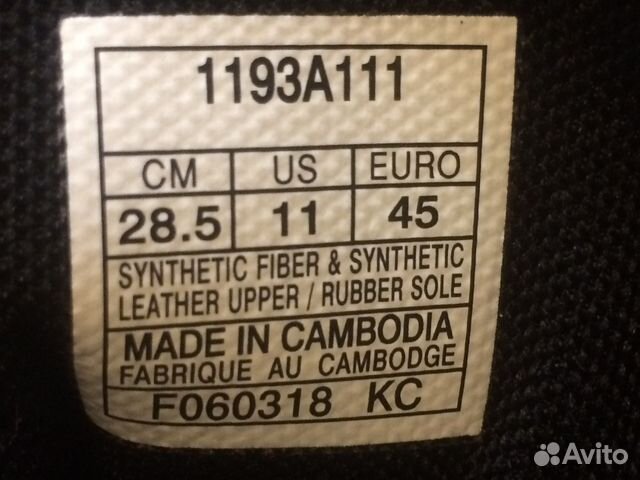 1193A111
CM US EURO
28.5 11 45
SYNTHETIC FIBER & SYNTHETIC
LEATHER UPPER / RUBBER SOLE
MADE IN CAMBODIA
FABRIQUE AU CAMBODGE
F060318 KC
Avito